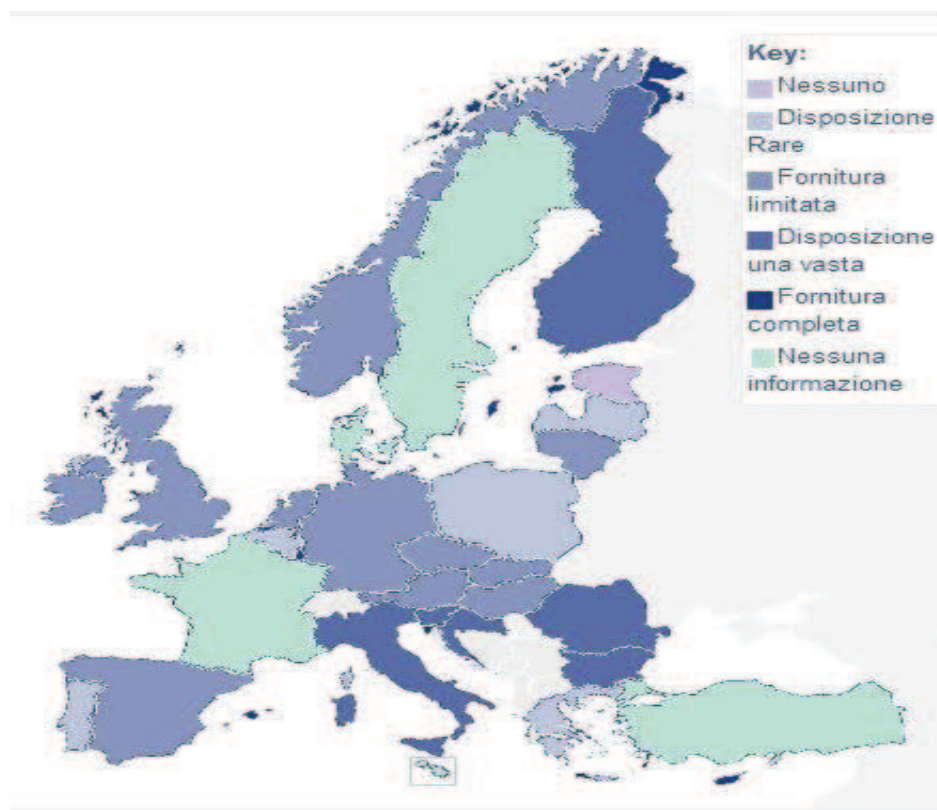 Key:
Nessuno
Disposizione
Rare
Fornitura
limitata
Disposizione
una vasta
Fornitura
completa
Nessuna
informazione